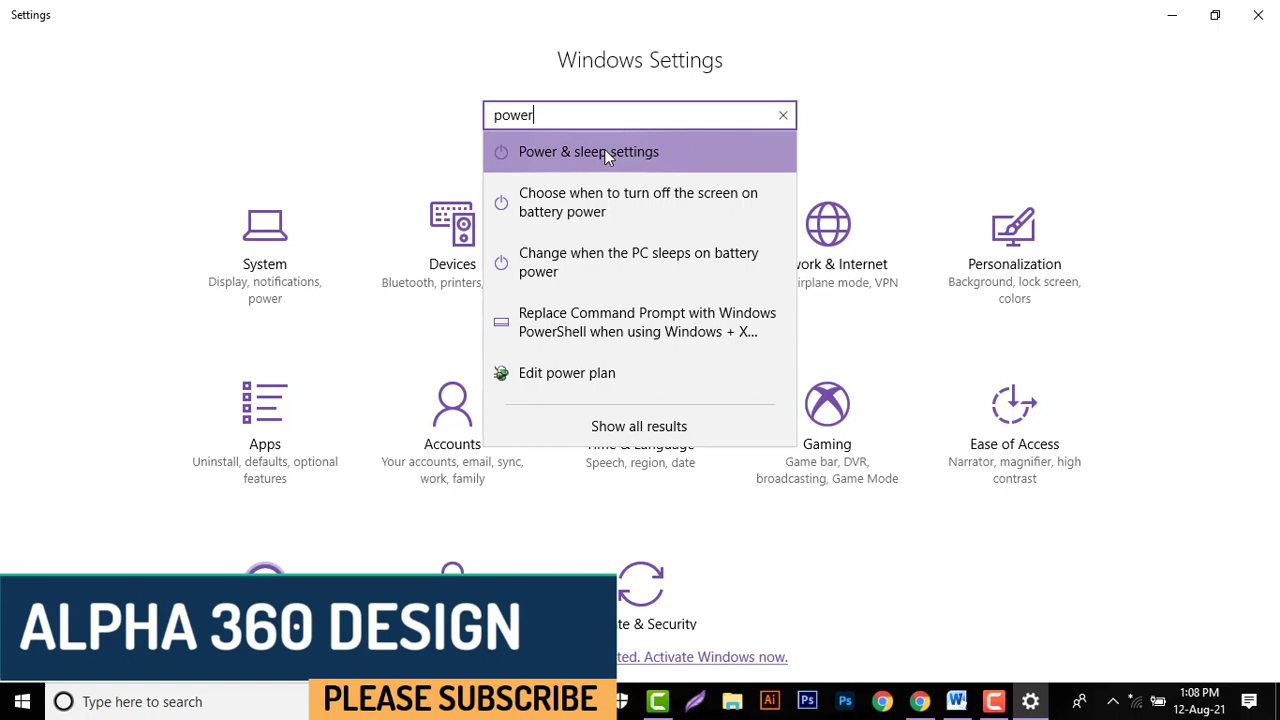 Settings
Windows Settings
power
Power & sleep settings
Choose when to turn off the screen on
battery power
Change when the PC sleeps on battery
power
Replace Command Prompt with Windows
PowerShell when using Windows + X...
Edit power plan
Show all results
System
Display, notifications,
power
Devices
Bluetooth, printers,
work & Internet
irplane mode, VPN
Personalization
Background, lock screen,
colors
Apps
Uninstall, defaults, optional
features
Accounts
Your accounts, email, sync,
work, family
Time & Language
Speech, region, date
Gaming
Game bar, DVR,
broadcasting, Game Mode
Ease of Access
Narrator, magnifier, high
contrast
te & Security
ted. Activate Windows now.
ALPHA 360 DESIGN
PLEASE SUBSCRIBE
Type here to search
Ai
Ps
Ps
W
1:08 PM
12-Aug-21